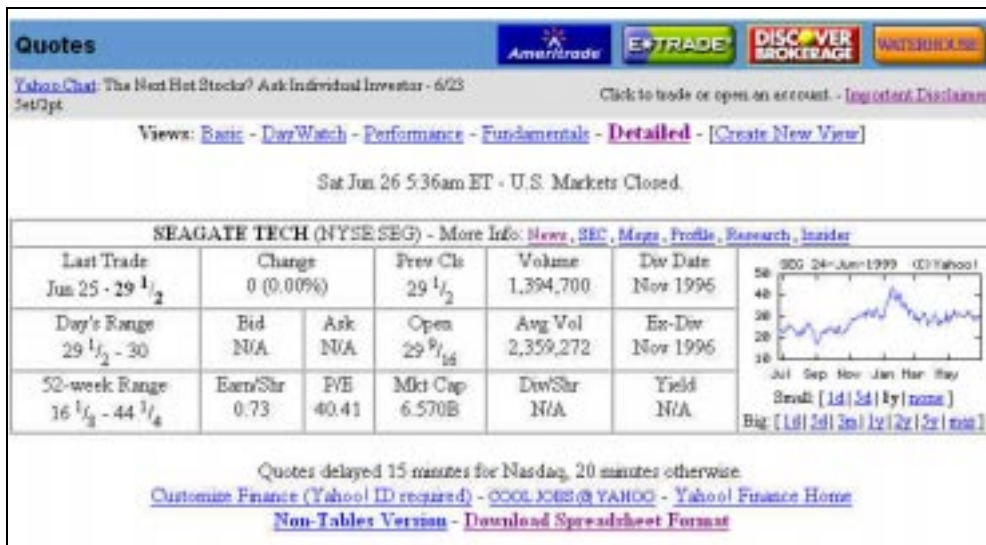 Quotes
Ameritrade
E*TRADE
DISCOVER BROKERAGE
WATERHOUSE
Yahoo Chat: The Next Hot Stocks? Ask Individual Investor - 6/23
5et/2pt
Click to trade or open an account. - Important Disclaimer
Views: Basic - DayWatch - Performance - Fundamentals - Detailed - [Create New View]
Sat Jun 26 5:36am ET - U.S. Markets Closed.
SEAGATE TECH (NYSE:SEG) - More Info: News, SEC, Msgs, Profile, Research, Insider
Last Trade Change Prev Cls Volume Div Date
Jun 25 - 29 1/2 0 (0.00%) 29 1/2 1,394,700 Nov 1996
Day's Range Bid Ask Open Avg Vol Ex-Div
29 1/2 - 30 N/A N/A 29 9/16 2,359,272 Nov 1996
52-week Range Earn/Shr P/E Mkt Cap Div/Shr Yield
16 1/8 - 44 1/4 0.73 40.41 6.570B N/A N/A
SEG 24-Jun-1999 (C)Yahoo!
50
40
30
20
10
Jul Sep Nov Jan Mar May
Small: [1d|5d|1y|none]
Big: [1d|5d|3m|1y|2y|5y|max]
Quotes delayed 15 minutes for Nasdaq, 20 minutes otherwise.
Customize Finance (Yahoo! ID required) - COOL JOBS @ YAHOO - Yahoo! Finance Home
Non-Tables Version - Download Spreadsheet Format